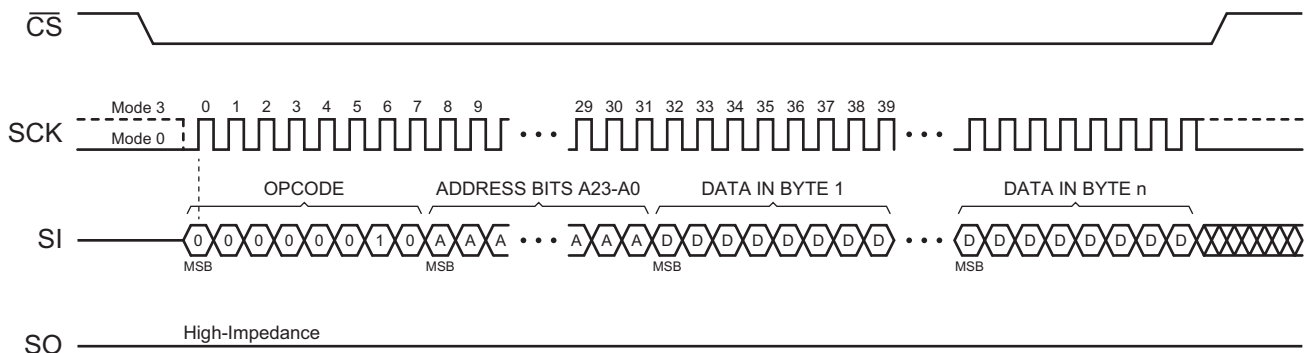 CS
Mode 3
0 1 2 3 4 5 6 7 8 9 29 30 31 32 33 34 35 36 37 38 39
SCK
Mode 0
OPCODE ADDRESS BITS A23-A0 DATA IN BYTE 1 DATA IN BYTE n
SI 0 0 0 0 0 0 1 0 A A A A A A D D D D D D D D D D D D D D D D
MSB MSB MSB MSB
High-Impedance
SO